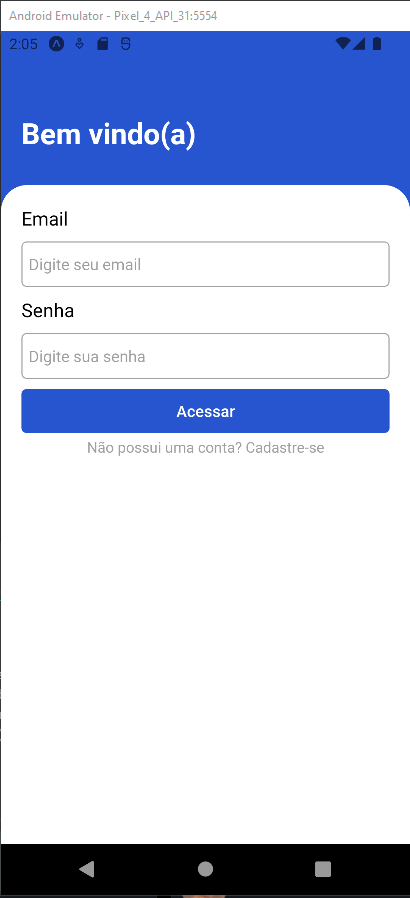 Android Emulator - Pixel_4_API_31:5554
2:05
Bem vindo(a)
Email
Digite seu email
Senha
Digite sua senha
Acessar
Não possui uma conta? Cadastre-se